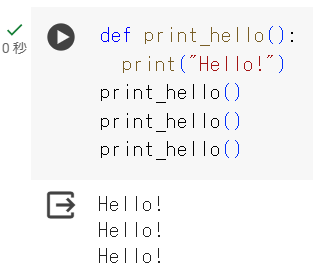 def print_hello():
  print("Hello!")
print_hello()
print_hello()
print_hello()
0 秒
Hello!
Hello!
Hello!